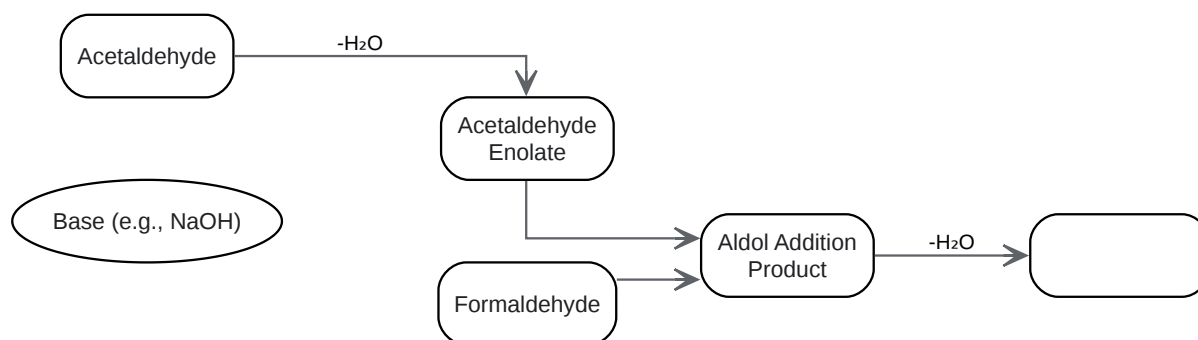 -H₂O
Acetaldehyde
Acetaldehyde
Enolate
Base (e.g., NaOH)
Aldol Addition
Product
-H₂O
Formaldehyde